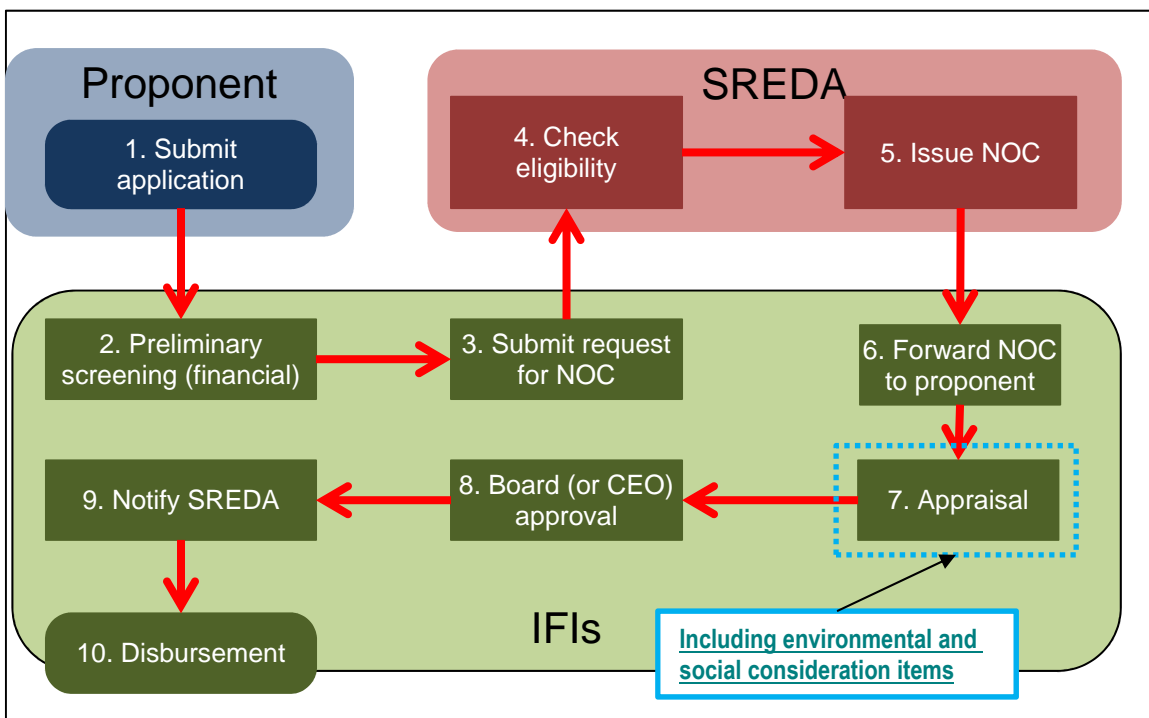 Proponent
1. Submit
application
SREDA
4. Check
eligibility
5. Issue NOC
2. Preliminary
screening (financial)
3. Submit request
for NOC
6. Forward NOC
to proponent
7. Appraisal
8. Board (or CEO)
approval
9. Notify SREDA
10. Disbursement
IFIs
Including environmental and
social consideration items